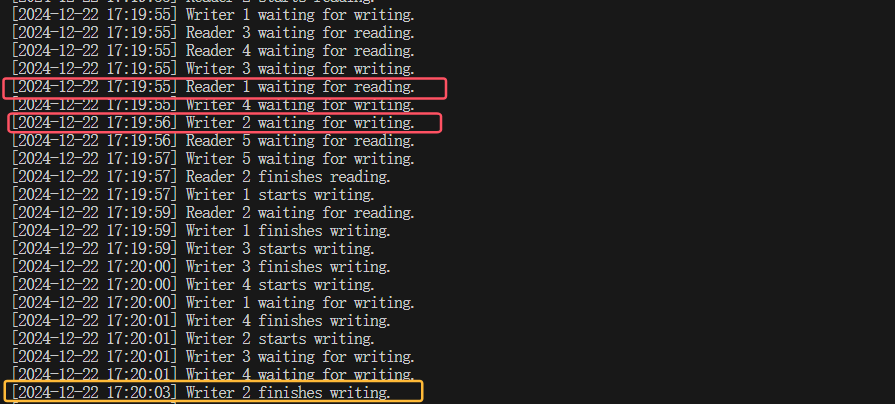 [2024-12-22 17:19:55] Reader 2 starts reading.
[2024-12-22 17:19:55] Writer 1 waiting for writing.
[2024-12-22 17:19:55] Reader 3 waiting for reading.
[2024-12-22 17:19:55] Reader 4 waiting for reading.
[2024-12-22 17:19:55] Writer 3 waiting for writing.
[2024-12-22 17:19:55] Reader 1 waiting for reading.
[2024-12-22 17:19:55] Writer 4 waiting for writing.
[2024-12-22 17:19:56] Writer 2 waiting for writing.
[2024-12-22 17:19:56] Reader 5 waiting for reading.
[2024-12-22 17:19:57] Writer 5 waiting for writing.
[2024-12-22 17:19:57] Reader 2 finishes reading.
[2024-12-22 17:19:57] Writer 1 starts writing.
[2024-12-22 17:19:59] Reader 2 waiting for reading.
[2024-12-22 17:19:59] Writer 1 finishes writing.
[2024-12-22 17:19:59] Writer 3 starts writing.
[2024-12-22 17:20:00] Writer 3 finishes writing.
[2024-12-22 17:20:00] Writer 4 starts writing.
[2024-12-22 17:20:00] Writer 1 waiting for writing.
[2024-12-22 17:20:01] Writer 4 finishes writing.
[2024-12-22 17:20:01] Writer 2 starts writing.
[2024-12-22 17:20:01] Writer 3 waiting for writing.
[2024-12-22 17:20:01] Writer 4 waiting for writing.
[2024-12-22 17:20:03] Writer 2 finishes writing.